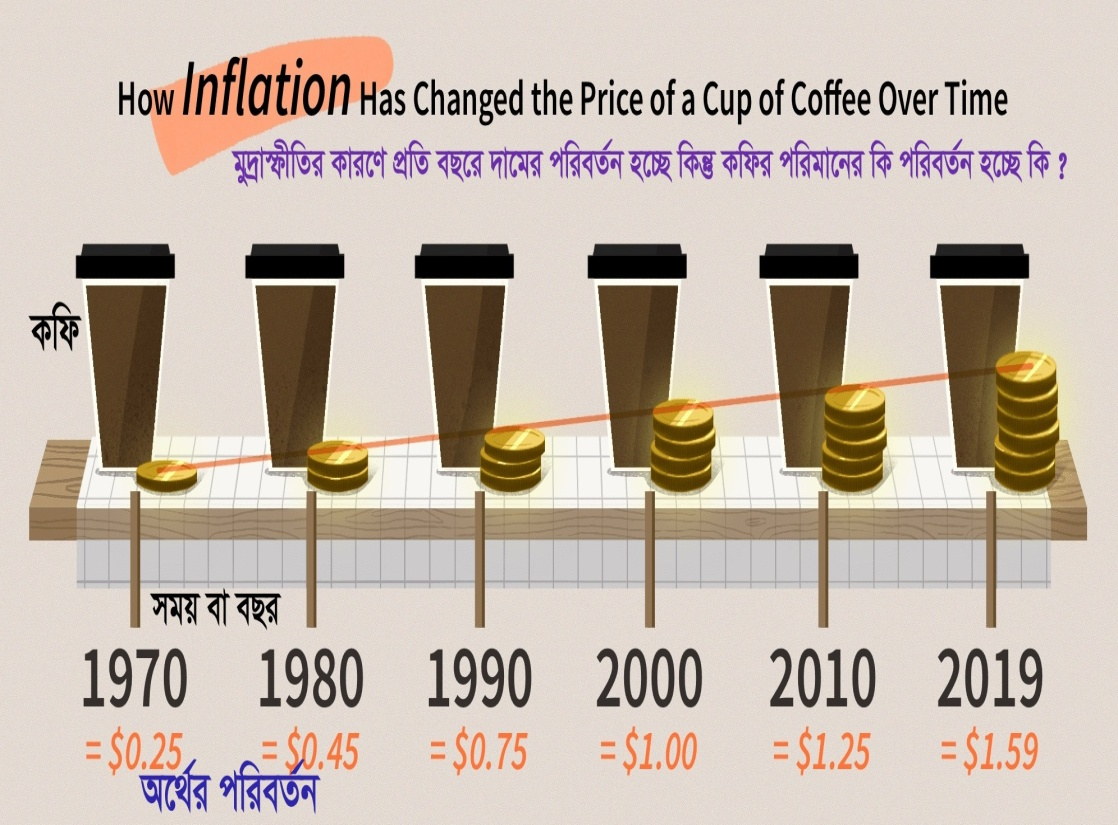 How Inflation Has Changed the Price of a Cup of Coffee Over Time
মুদ্রাস্ফীতির কারণে প্রতি বছরে দামের পরিবর্তন হচ্ছে কিন্তু কফির পরিমানের কি পরিবর্তন হচ্ছে কি ?
কফি
সময় বা বছর
1970 1980 1990 2000 2010 2019
= $0.25 = $0.45 = $0.75 = $1.00 = $1.25 = $1.59
অর্থের পরিবর্তন